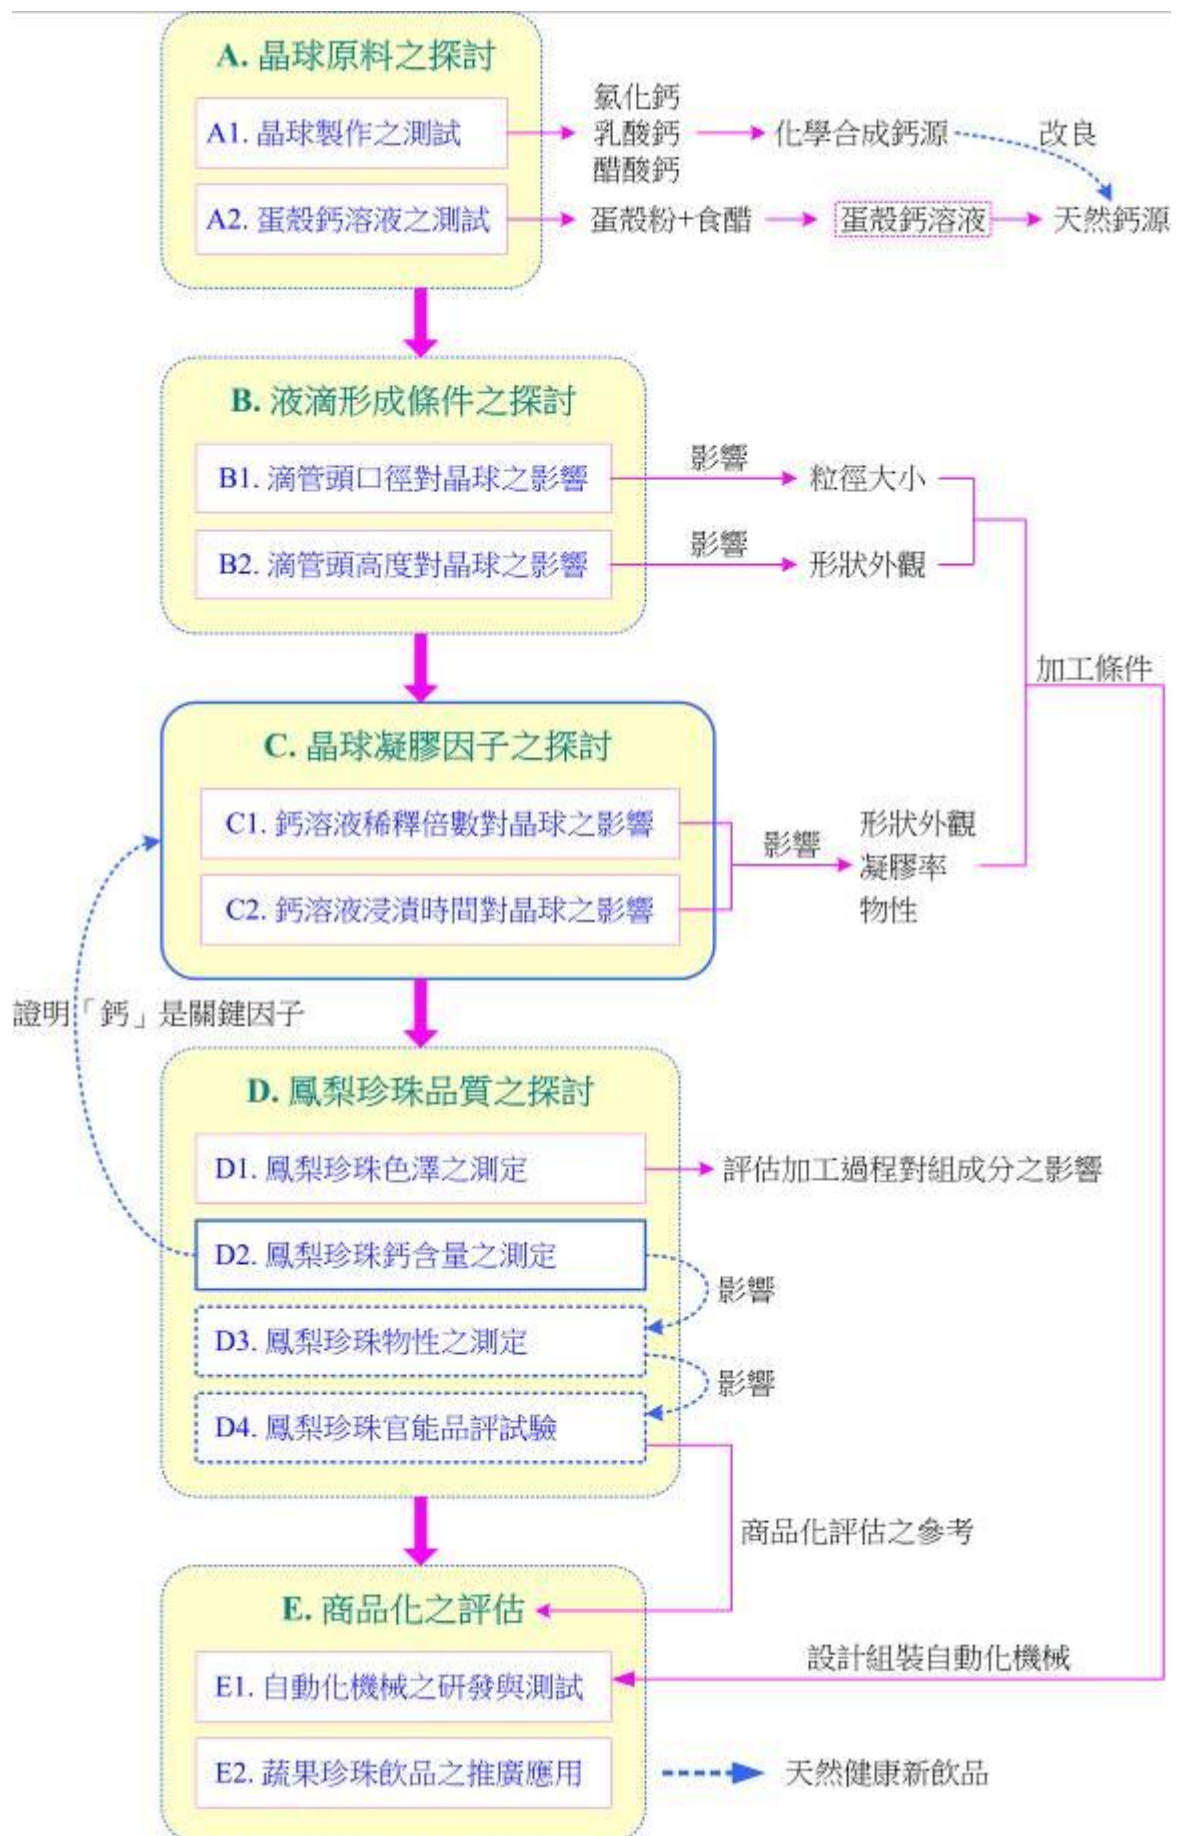 A. 晶球原料之探討
A1. 晶球製作之測試
氯化鈣
乳酸鈣
醋酸鈣
化學合成鈣源
改良
A2. 蛋殼鈣溶液之測試
蛋殼粉+食醋
蛋殼鈣溶液
天然鈣源
B. 液滴形成條件之探討
B1. 滴管頭口徑對晶球之影響
影響
粒徑大小
B2. 滴管頭高度對晶球之影響
影響
形狀外觀
加工條件
C. 晶球凝膠因子之探討
C1. 鈣溶液稀釋倍數對晶球之影響
C2. 鈣溶液浸漬時間對晶球之影響
影響
形狀外觀
凝膠率
物性
證明「鈣」是關鍵因子
D. 鳳梨珍珠品質之探討
D1. 鳳梨珍珠色澤之測定
評估加工過程對組成分之影響
D2. 鳳梨珍珠鈣含量之測定
影響
D3. 鳳梨珍珠物性之測定
影響
D4. 鳳梨珍珠官能品評試驗
商品化評估之參考
E. 商品化之評估
設計組裝自動化機械
E1. 自動化機械之研發與測試
E2. 蔬果珍珠飲品之推廣應用
天然健康新飲品